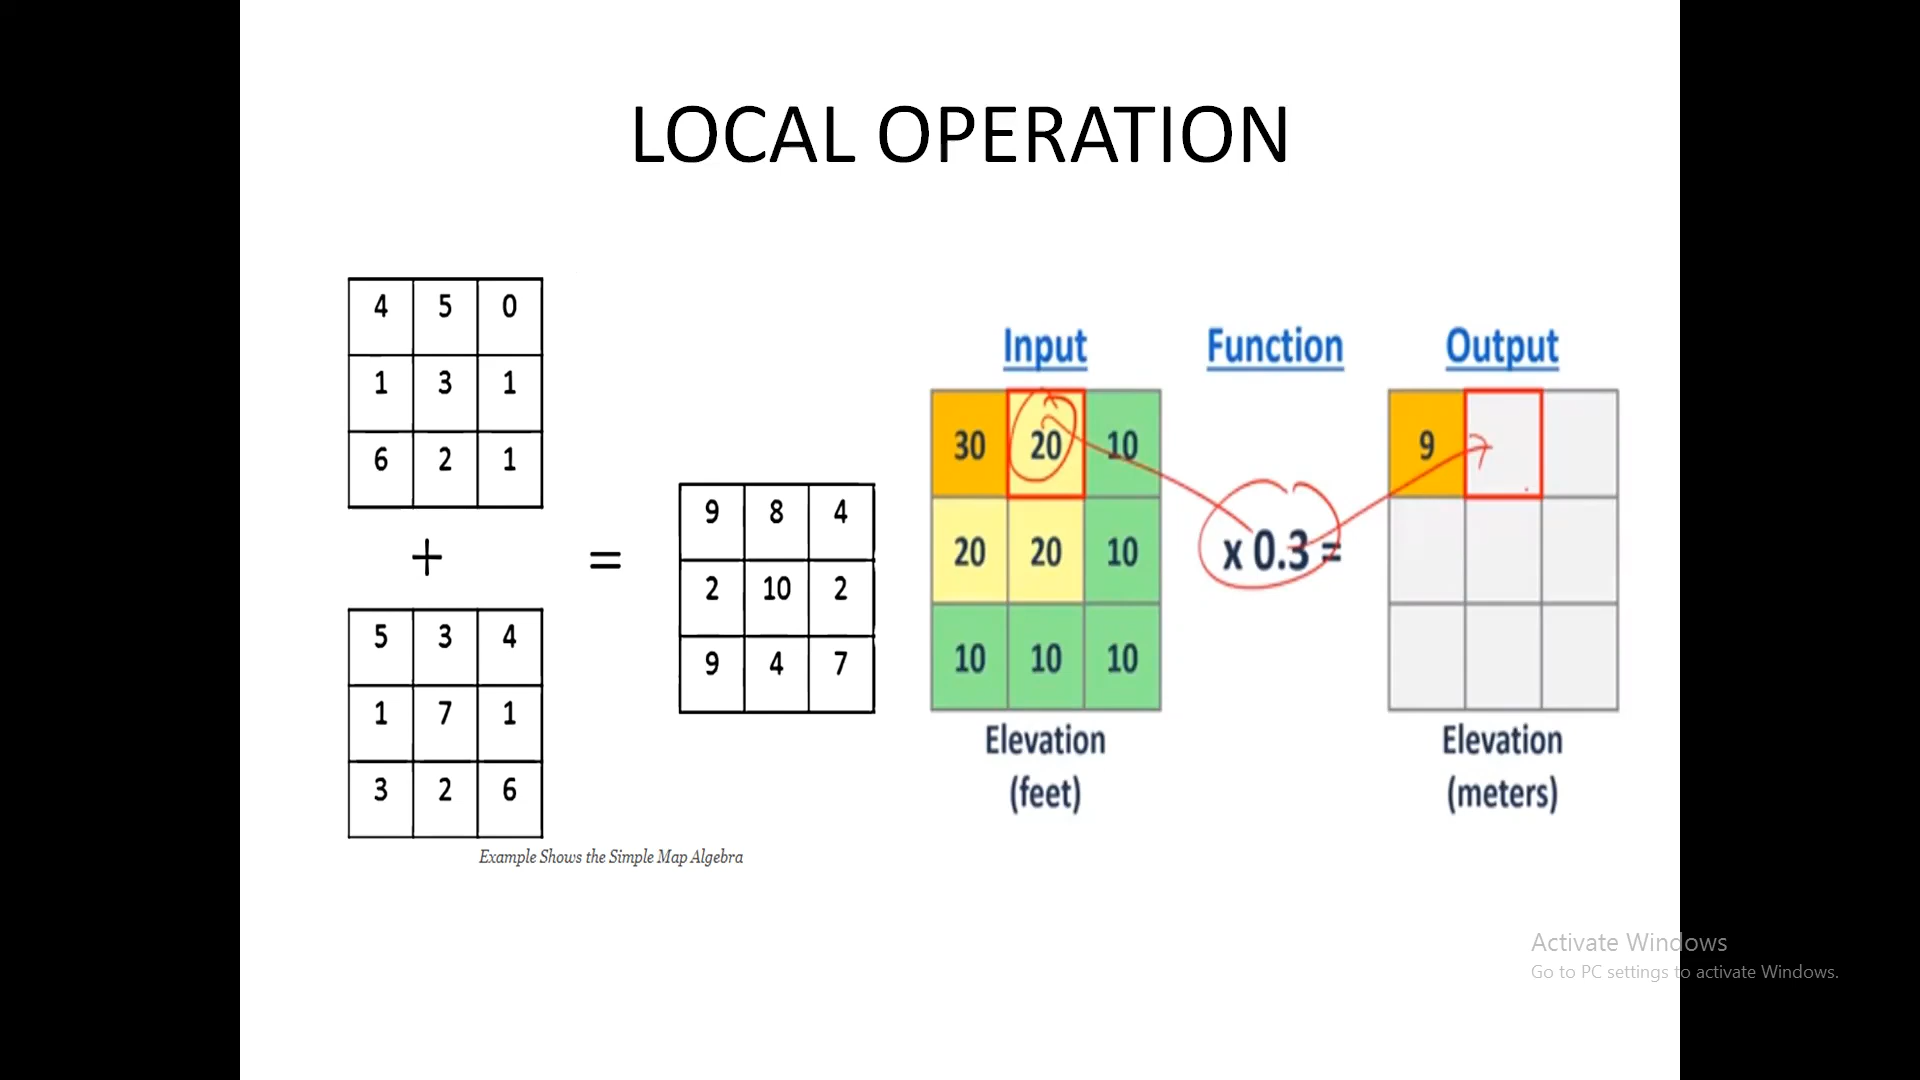 LOCAL OPERATION
4 5 0
1 3 1
6 2 1
+
5 3 4
1 7 1
3 2 6
=
9 8 4
2 10 2
9 4 7
Example Shows the Simple Map Algebra
Input Function Output
30 20 10
20 20 10
10 10 10
x 0.3 =
9
Elevation
(feet)
Elevation
(meters)
Activate Windows
Go to PC settings to activate Windows.